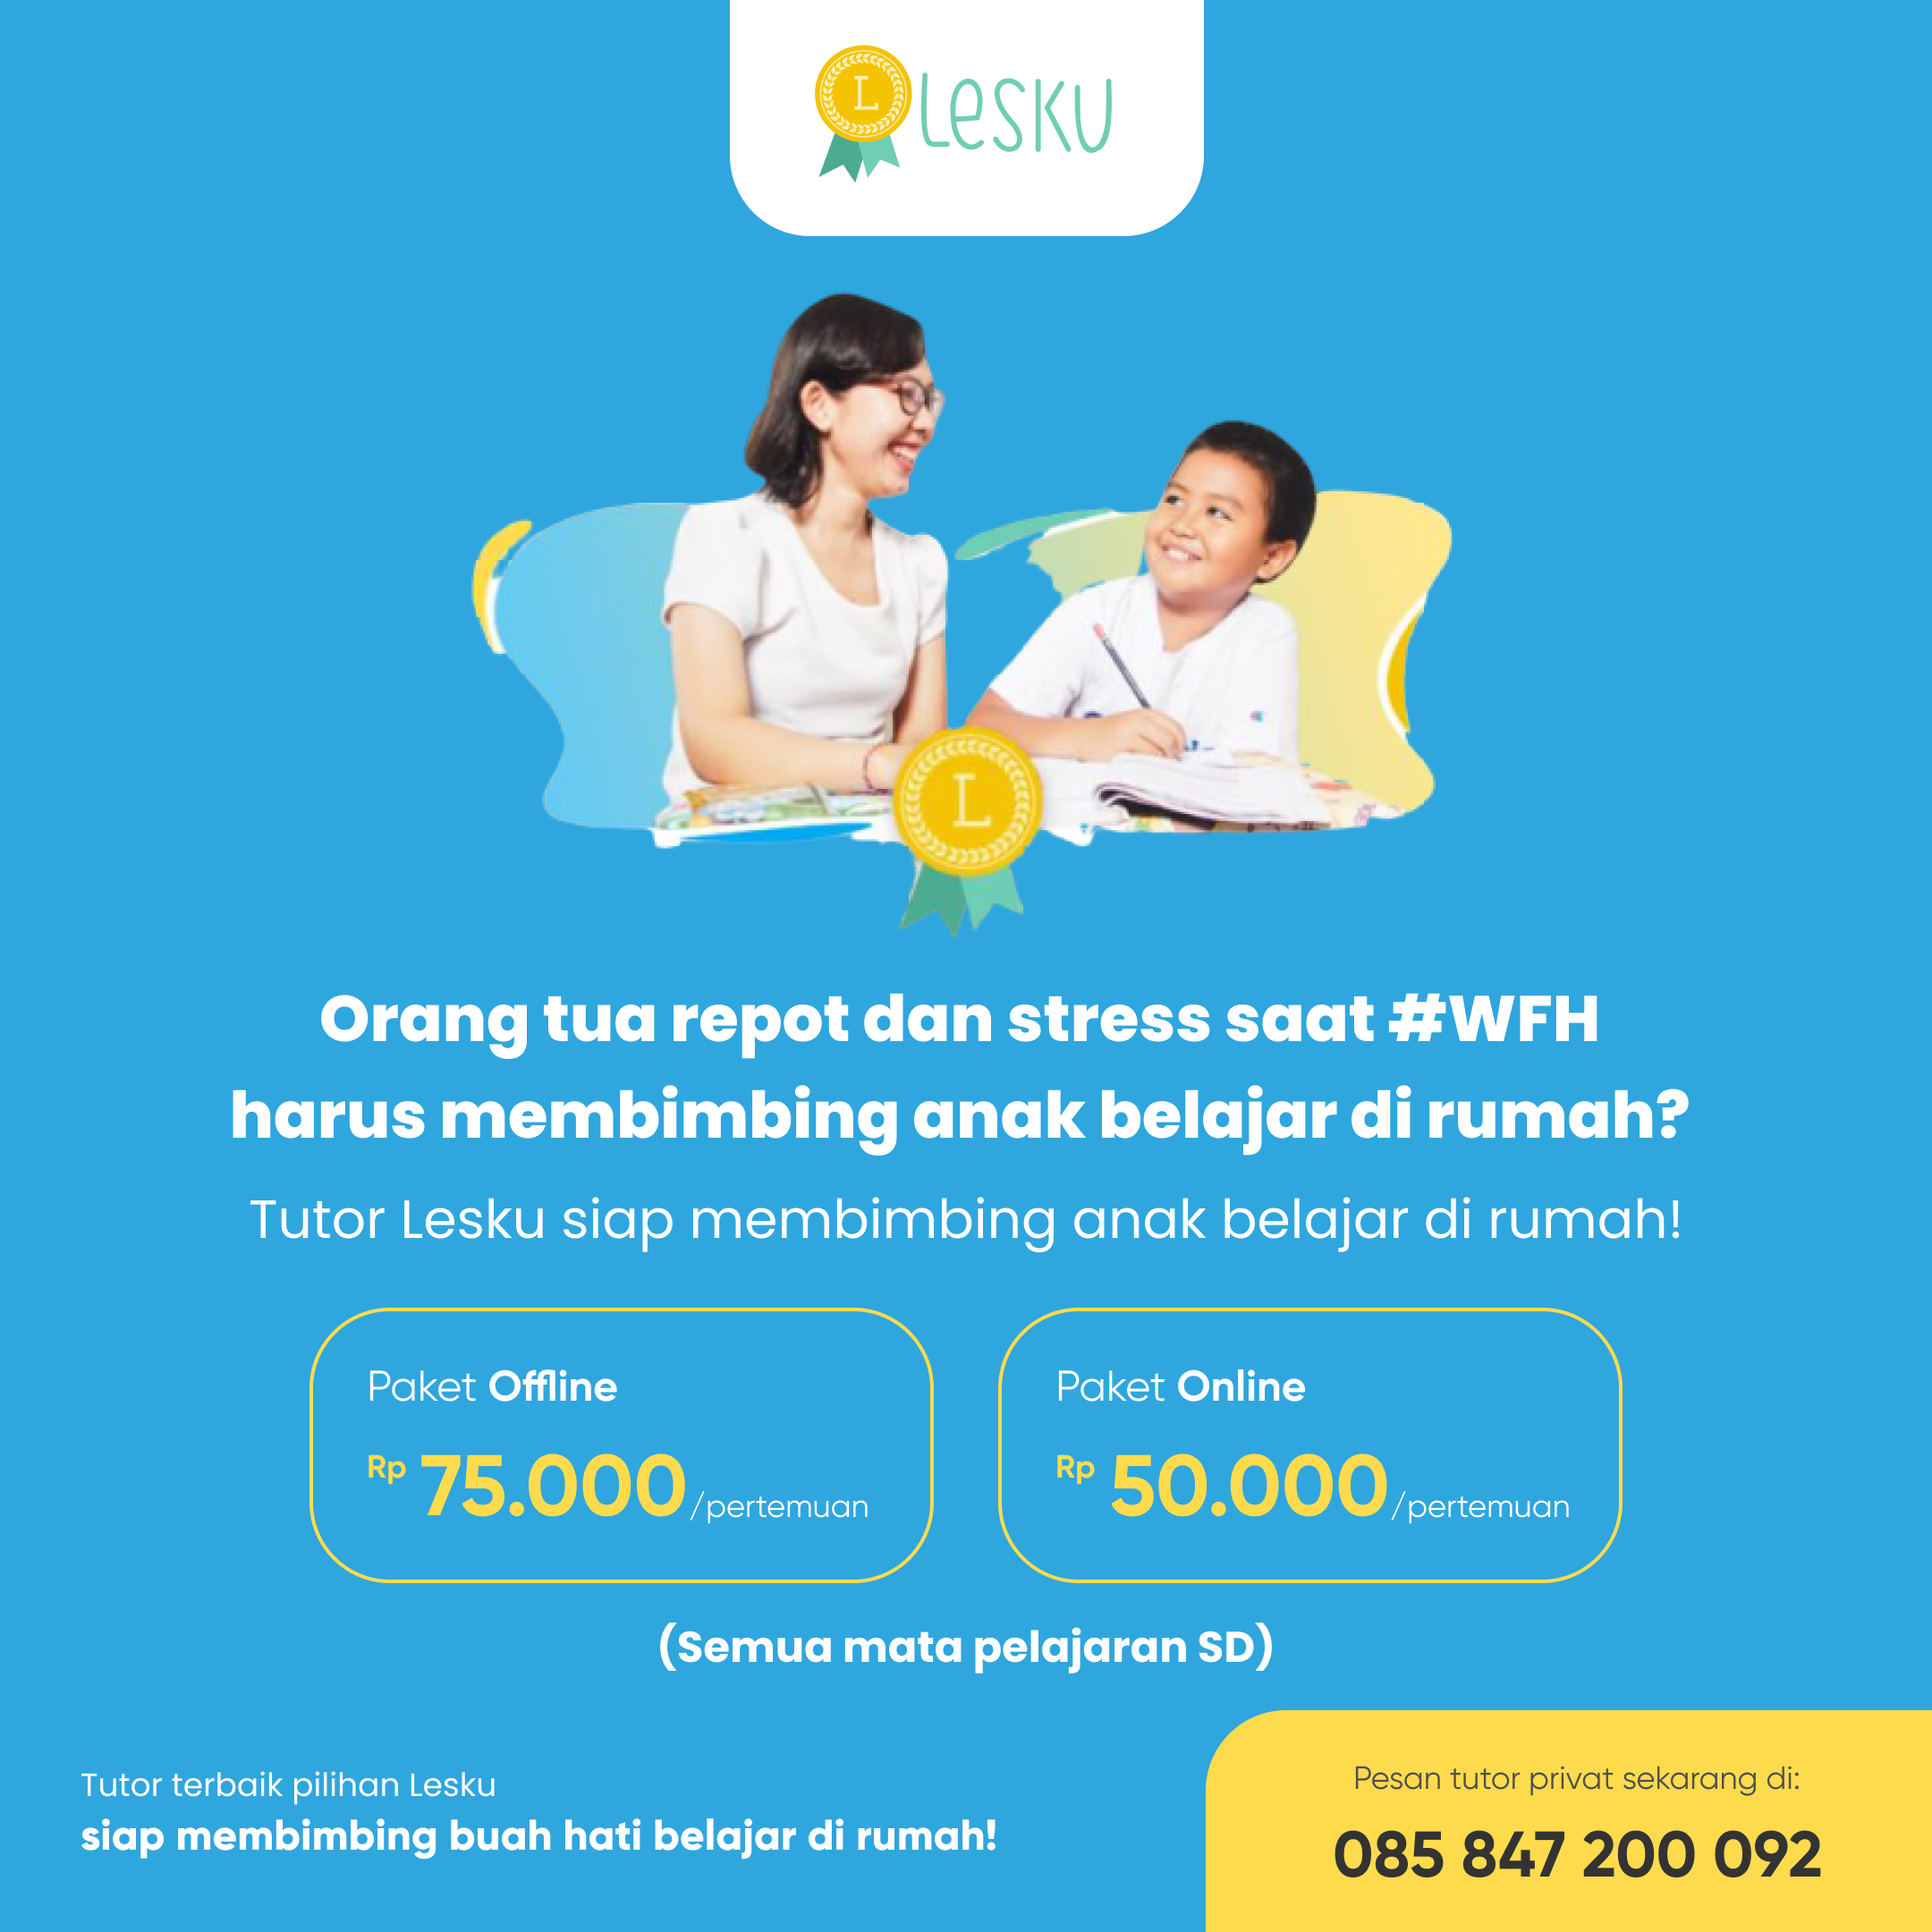 L LESKU
L
Orang tua repot dan stress saat #WFH
harus membimbing anak belajar di rumah?
Tutor Lesku siap membimbing anak belajar di rumah!
Paket Offline
Rp 75.000/pertemuan
Paket Online
Rp 50.000/pertemuan
(Semua mata pelajaran SD)
Tutor terbaik pilihan Lesku
siap membimbing buah hati belajar di rumah!
Pesan tutor privat sekarang di:
085 847 200 092